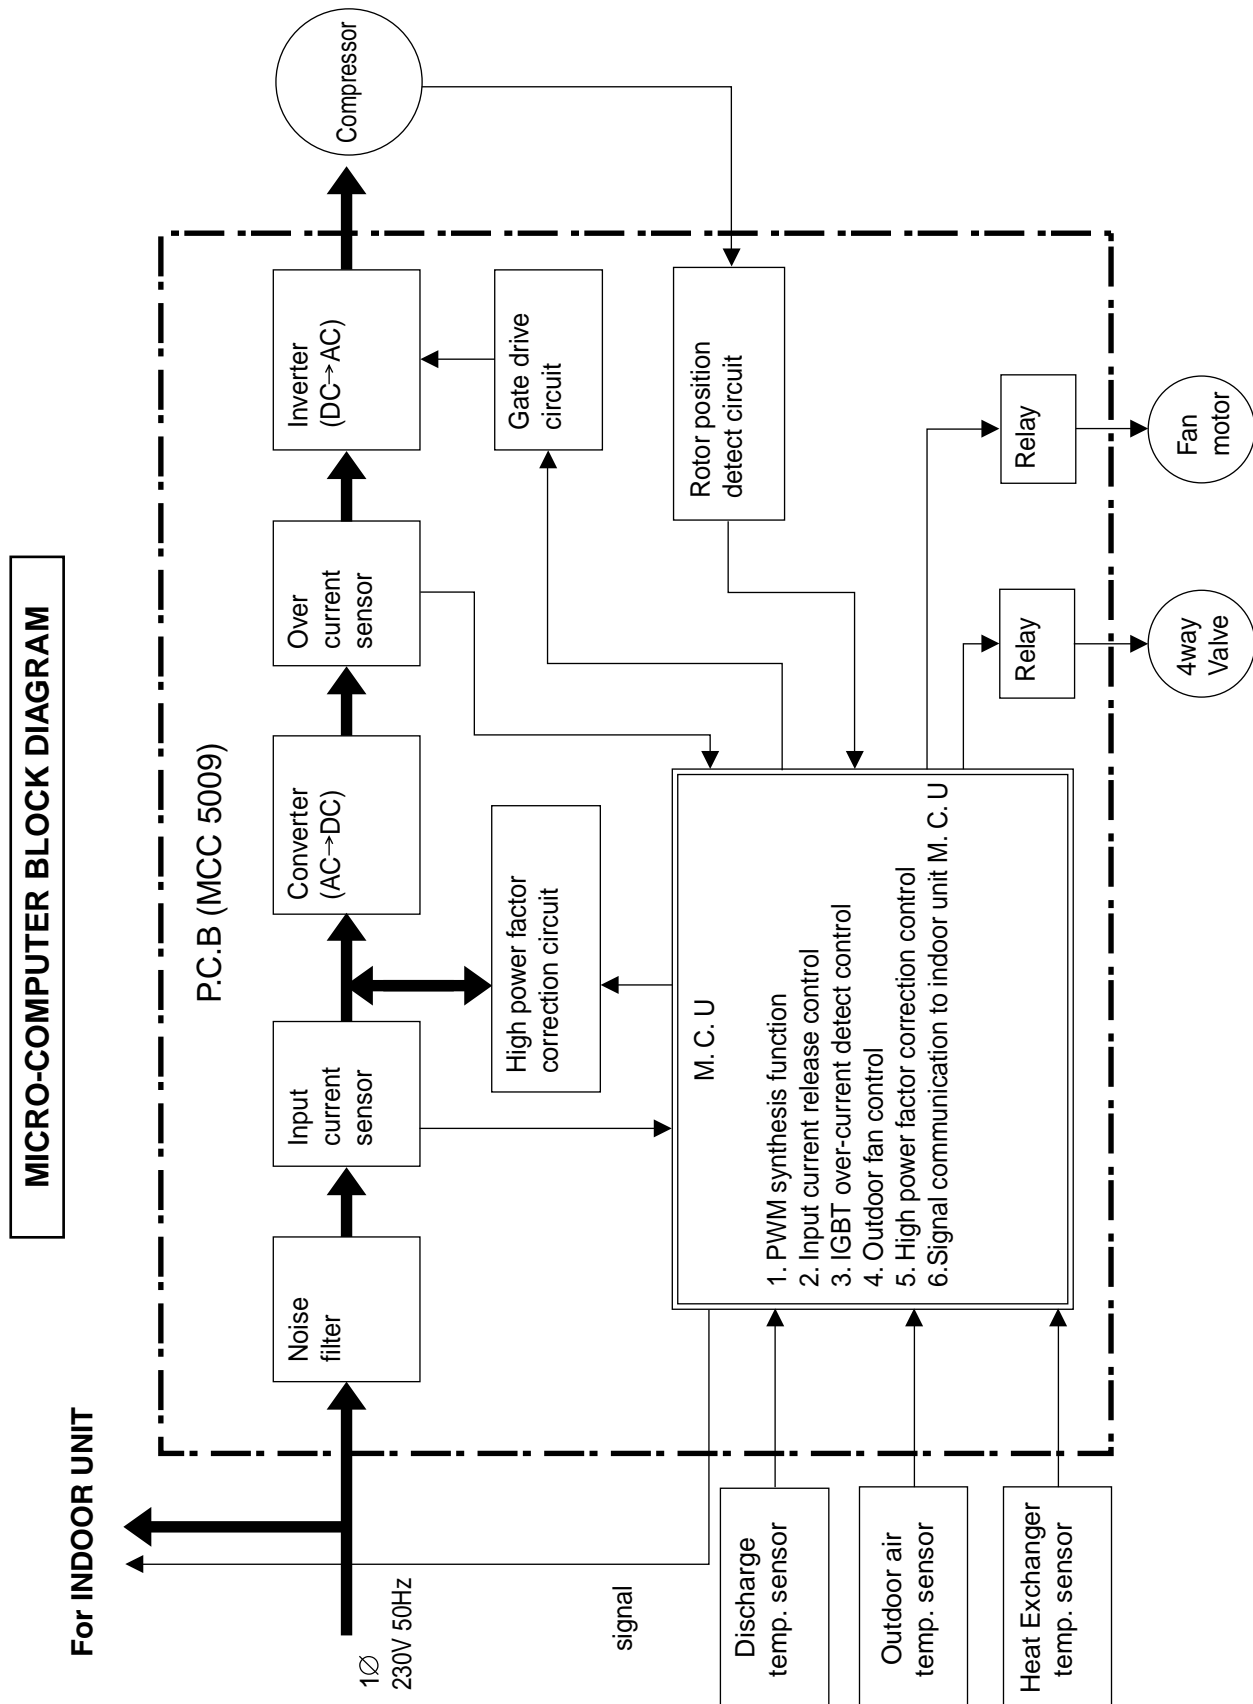 MICRO-COMPUTER BLOCK DIAGRAM
For INDOOR UNIT
P.C.B (MCC 5009)
1∅
230V 50Hz
Noise
filter
Input
current
sensor
Converter
(AC→DC)
Over
current
sensor
Inverter
(DC→AC)
Compressor
High power factor
correction circuit
Gate drive
circuit
signal
Rotor position
detect circuit
M. C. U
1. PWM synthesis function
2. Input current release control
3. IGBT over-current detect control
4. Outdoor fan control
5. High power factor correction control
6.Signal communication to indoor unit M. C. U
Discharge
temp. sensor
Outdoor air
temp. sensor
Heat Exchanger
temp. sensor
Relay
Relay
4way
Valve
Fan
motor